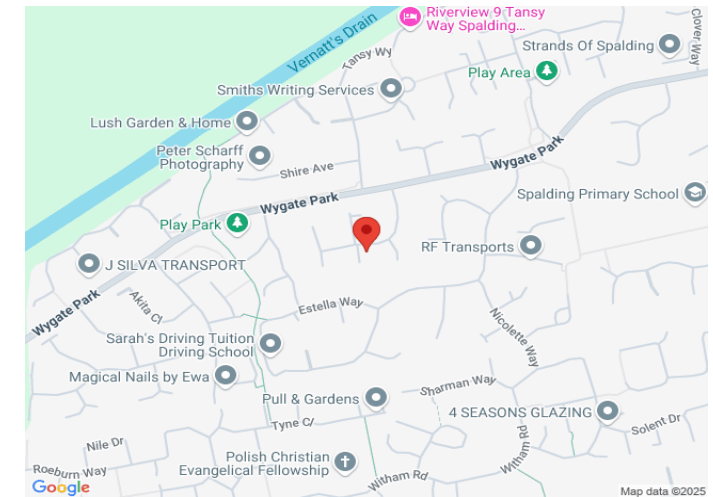 Riverview 9 Tansy
Way Spalding...
Vernatt's Drain
Clover Way
Strands Of Spalding
Tansy Wy
Play Area
Smiths Writing Services
Lush Garden & Home
Peter Scharff
Photography
Wygate Park
Shire Ave
Spalding Primary School
Wygate Park
Play Park
RF Transports
J SILVA TRANSPORT
Akita Cl
Estella Way
Wygate Park
Nicolette Way
Sarah's Driving Tuition
Driving School
Magical Nails by Ewa
Sharman Way
Pull & Gardens
4 SEASONS GLAZING
Solent Dr
Tyne Cl
Nile Dr
Witham Rd
Polish Christian
Evangelical Fellowship
Roeburn Way
Witham Rd
Google
Map data ©2025